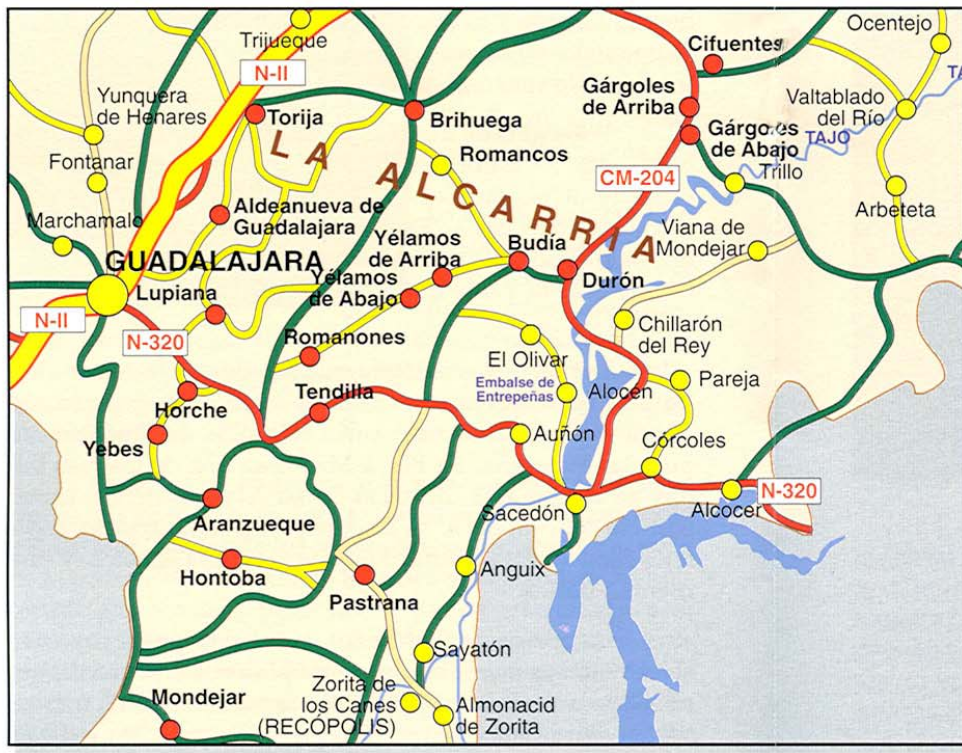 Ocentejo
Trijueque
N-II
Cifuentes
TA
Yunquera
de Henares
Gárgoles
de Arriba
Valtablado
del Río
Torija
Brihuega
Gárgoles
de Abajo
TAJO
Fontanar
LA ALCARRIA
Romancos
CM-204
Trillo
Marchamalo
Aldeanueva de
Guadalajara
Yélamos
de Arriba
Budía
Viana de
Mondejar
Arbeteta
GUADALAJARA
Lupiana
Yélamos
de Abajo
Durón
N-II
N-320
Romanones
El Olivar
Chillarón
del Rey
Embalse de
Entrepeñas
Alocén
Pareja
Horche
Tendilla
Yebes
Auñón
Córcoles
N-320
Aranzueque
Sacedón
Alcocer
Hontoba
Pastrana
Anguix
Sayatón
Mondejar
Zorita de
los Canes
(RECÓPOLIS)
Almonacid
de Zorita